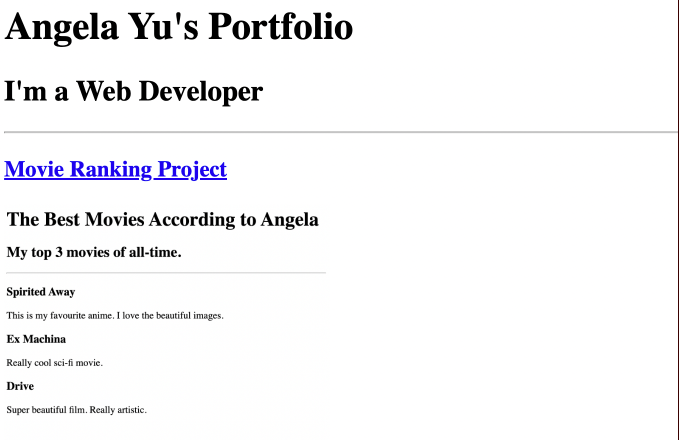 Angela Yu's Portfolio
I'm a Web Developer
Movie Ranking Project
The Best Movies According to Angela
My top 3 movies of all-time.
Spirited Away
This is my favourite anime. I love the beautiful images.
Ex Machina
Really cool sci-fi movie.
Drive
Super beautiful film. Really artistic.